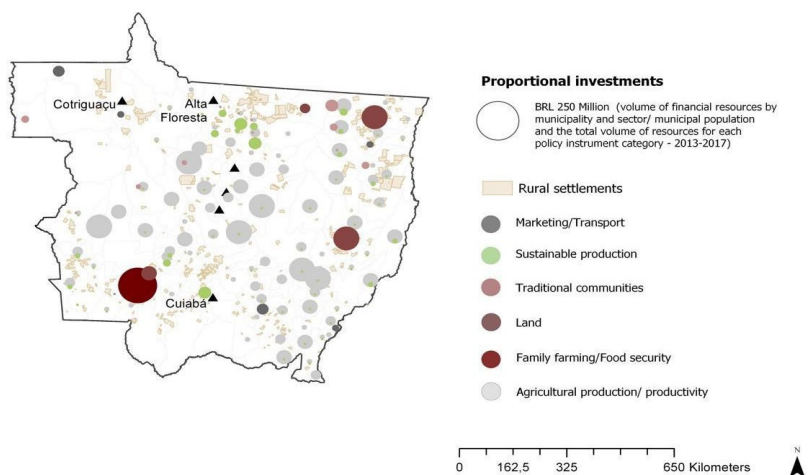 Cotriguaçu
Alta
Floresta
Cuiabá
Proportional investments
BRL 250 Million (volume of financial resources by
municipality and sector/ municipal population
and the total volume of resources for each
policy instrument category - 2013-2017)
Rural settlements
Marketing/Transport
Sustainable production
Traditional communities
Land
Family farming/Food security
Agricultural production/ productivity
0 162,5 325 650 Kilometers
N